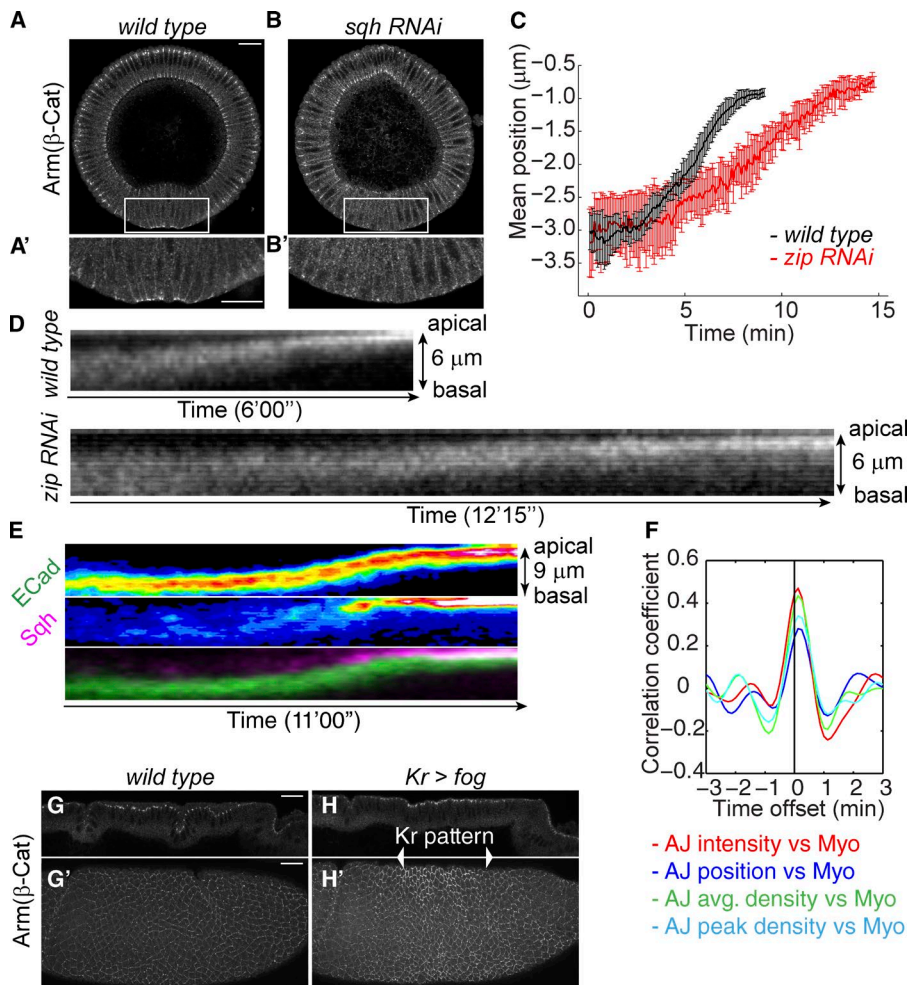 A
wild type
B
sqh RNAi
Arm(β-Cat)
A'
B'
C
Mean position (μm)
−0.5
−1.0
−1.5
−2.0
−2.5
−3.0
−3.5
0
5
10
15
Time (min)
- wild type
- zip RNAi
D
wild type
apical
6 μm
basal
Time (6'00'')
zip RNAi
apical
6 μm
basal
Time (12'15'')
E
ECad
Sqh
apical
9 μm
basal
Time (11'00")
F
Correlation coefficient
0.6
0.4
0.2
0
−0.2
−0.4
−3
−2
−1
0
1
2
3
Time offset (min)
- AJ intensity vs Myo
- AJ position vs Myo
- AJ avg. density vs Myo
- AJ peak density vs Myo
wild type
Kr > fog
G
H
Kr pattern
Arm(β-Cat)
G'
H'